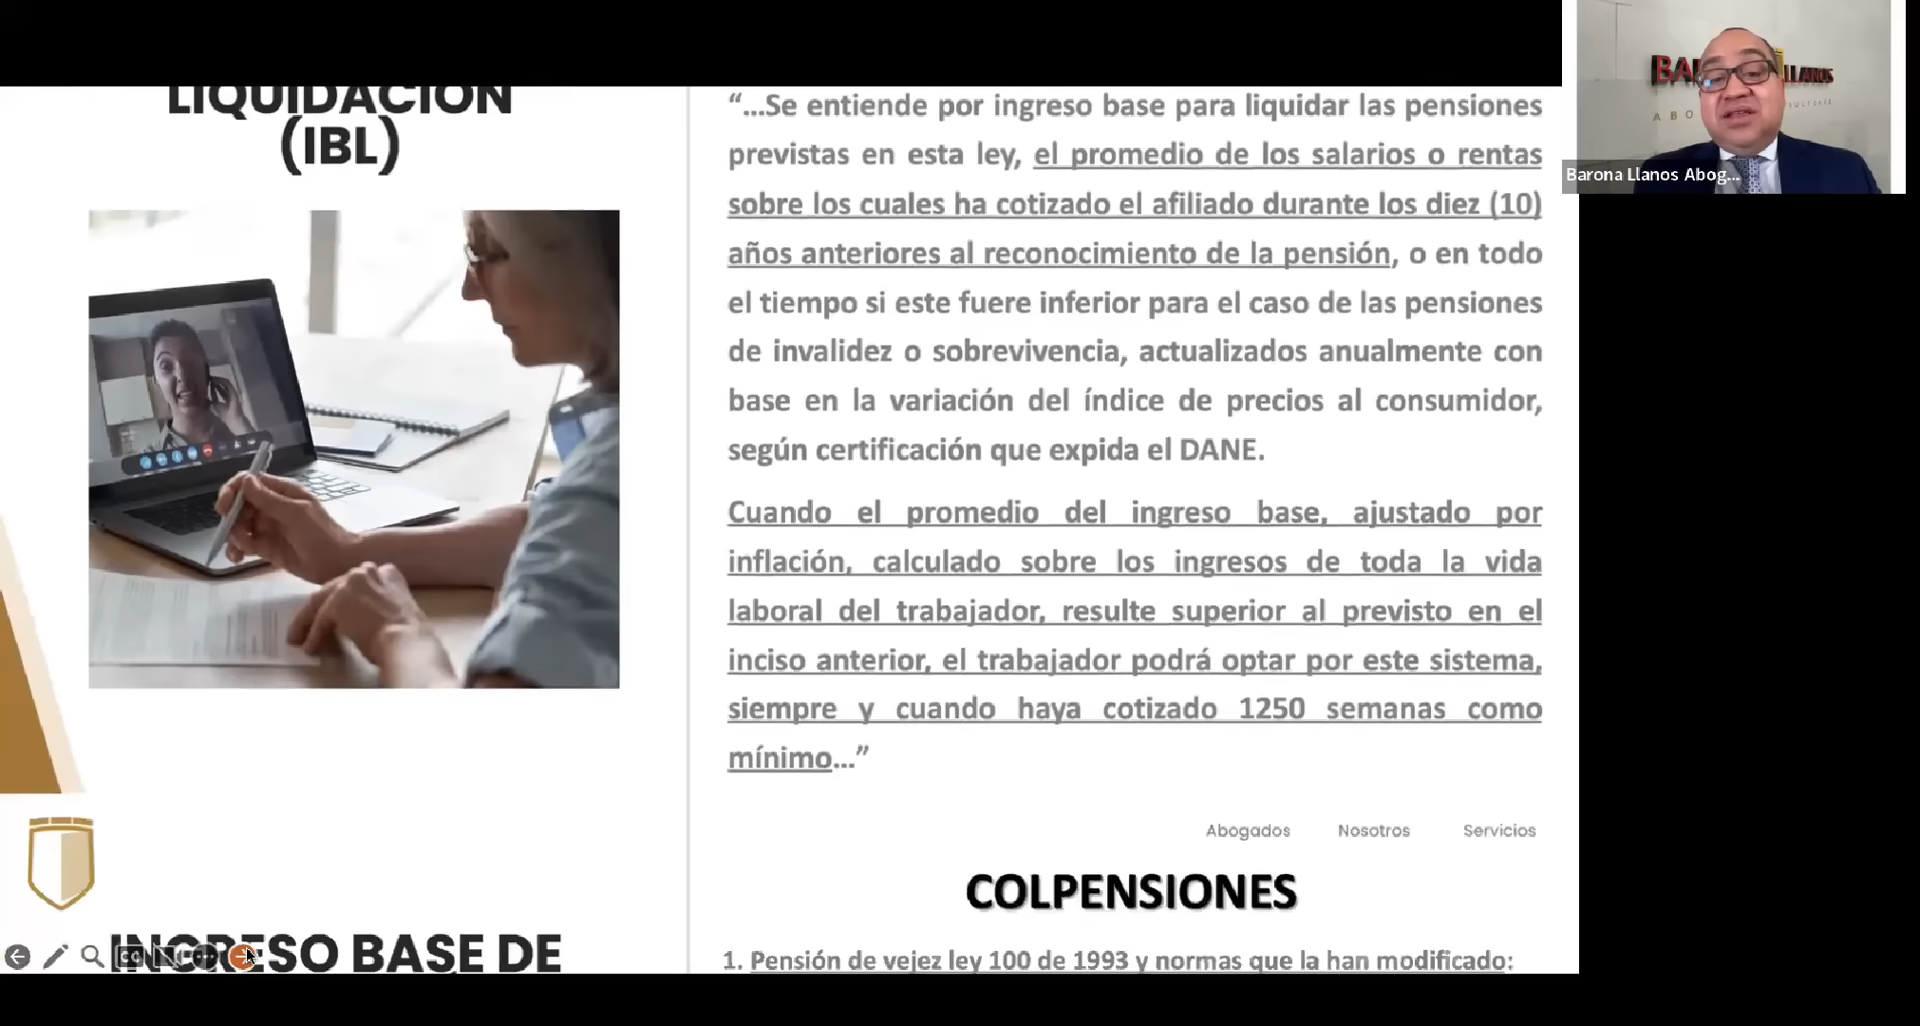 LIQUIDACIÓN
(IBL)
“...Se entiende por ingreso base para liquidar las pensiones
previstas en esta ley, el promedio de los salarios o rentas
sobre los cuales ha cotizado el afiliado durante los diez (10)
años anteriores al reconocimiento de la pensión, o en todo
el tiempo si este fuere inferior para el caso de las pensiones
de invalidez o sobrevivencia, actualizados anualmente con
base en la variación del índice de precios al consumidor,
según certificación que expida el DANE.
Cuando el promedio del ingreso base, ajustado por
inflación, calculado sobre los ingresos de toda la vida
laboral del trabajador, resulte superior al previsto en el
inciso anterior, el trabajador podrá optar por este sistema,
siempre y cuando haya cotizado 1250 semanas como
mínimo...”
Abogados Nosotros Servicios
COLPENSIONES
INGRESO BASE DE
1. Pensión de vejez ley 100 de 1993 y normas que la han modificado:
LLANOS
Barona Llanos Abog...